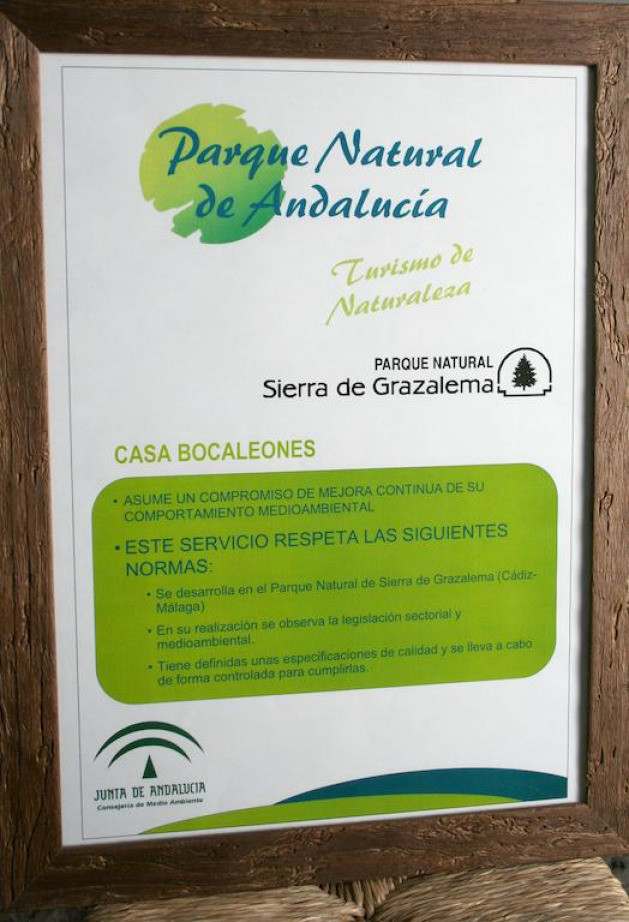 Parque Natural
de Andalucía
Turismo de
Naturaleza
PARQUE NATURAL
Sierra de Grazalema
CASA BOCALEONES
• ASUME UN COMPROMISO DE MEJORA CONTINUA DE SU
COMPORTAMIENTO MEDIOAMBIENTAL
• ESTE SERVICIO RESPETA LAS SIGUIENTES
NORMAS:
• Se desarrolla en el Parque Natural de Sierra de Grazalema (Cádiz-
Málaga)
• En su realización se observa la legislación sectorial y
medioambiental.
• Tiene definidas unas especificaciones de calidad y se lleva a cabo
de forma controlada para cumplirlas.
JUNTA DE ANDALUCIA
Consejería de Medio Ambiente